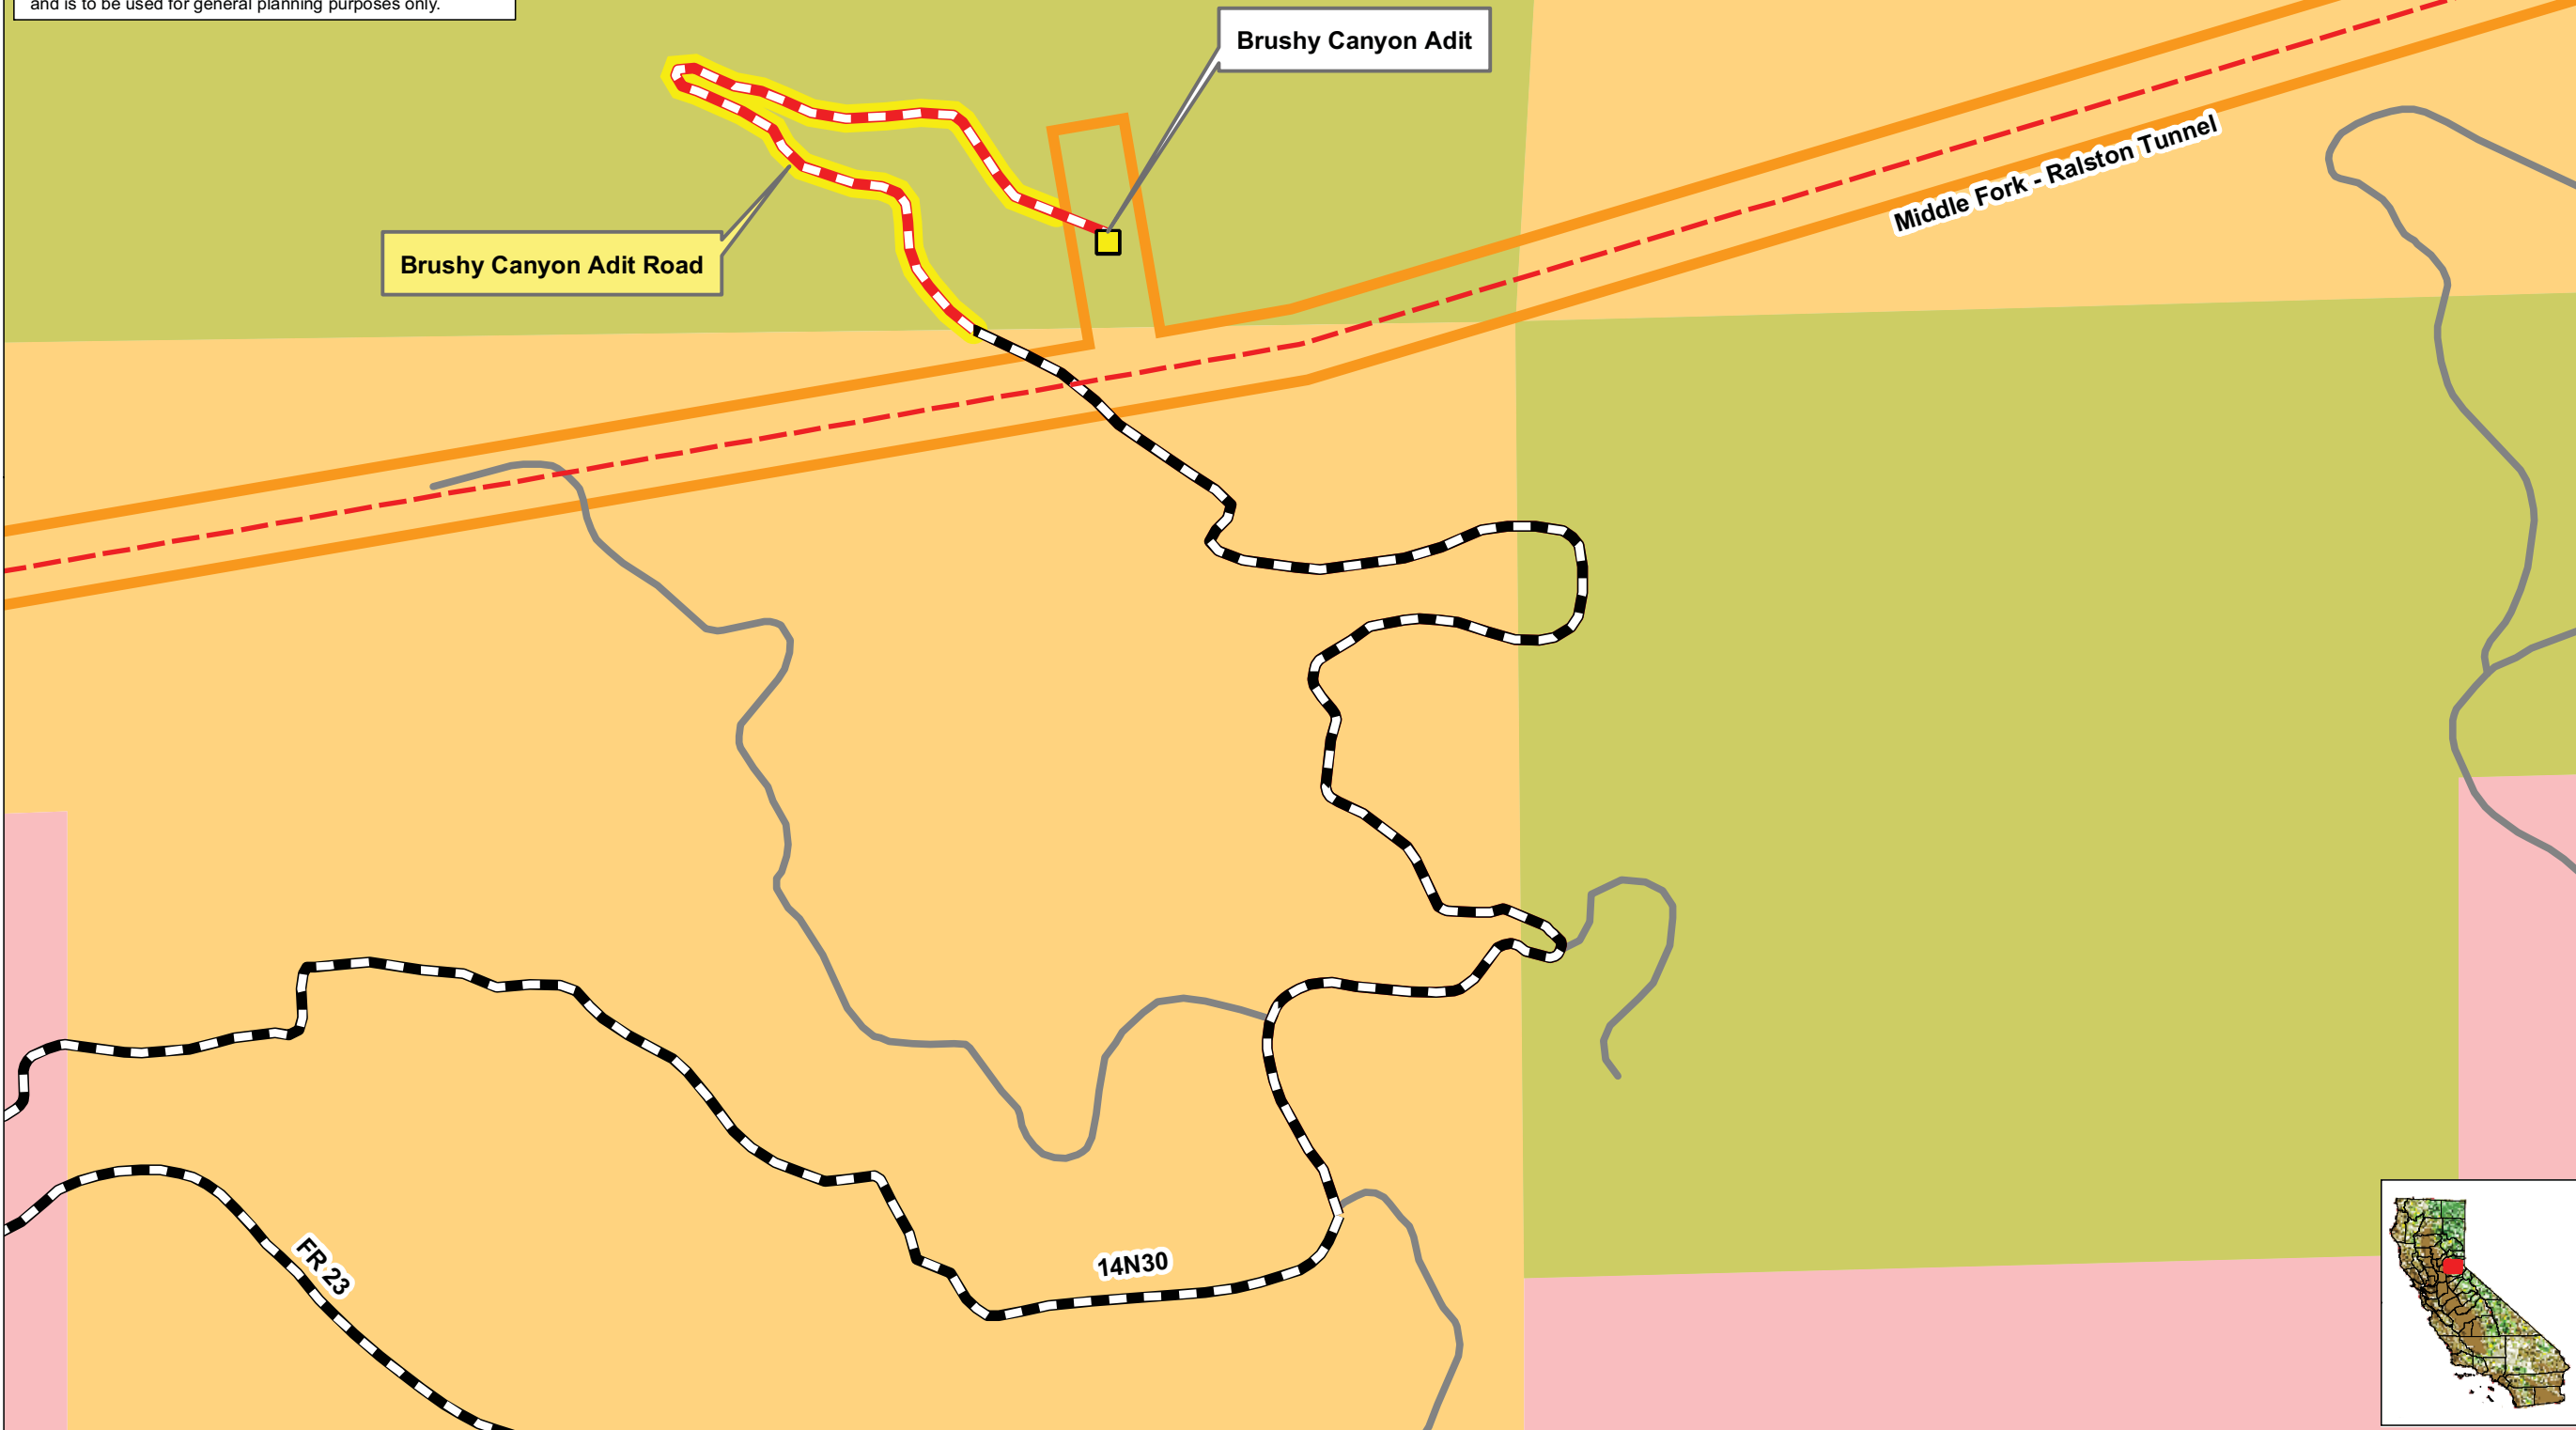 and is to be used for general planning purposes only.
Brushy Canyon Adit
Middle Fork - Ralston Tunnel
Brushy Canyon Adit Road
14N30
FR 23